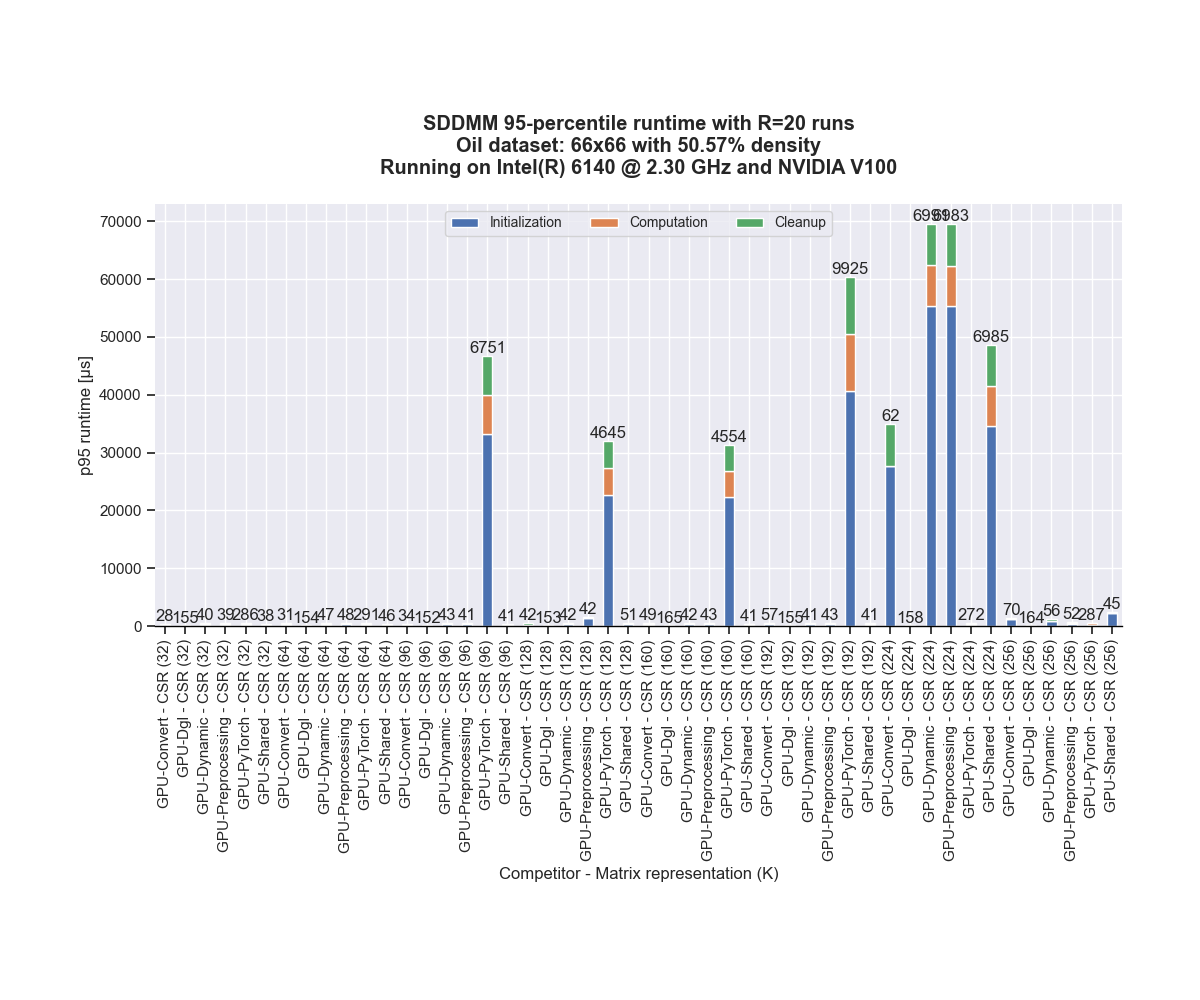 SDDMM 95-percentile runtime with R=20 runs
Oil dataset: 66x66 with 50.57% density
Running on Intel(R) 6140 @ 2.30 GHz and NVIDIA V100
Initialization
Computation
Cleanup
p95 runtime [µs]
70000
60000
50000
40000
30000
20000
10000
0
28
155
40
39
286
38
31
154
47
48
291
46
34
152
43
41
6751
41
42
153
42
42
4645
51
49
165
42
43
4554
41
57
155
41
43
9925
41
62
158
6983
272
6985
70
164
56
52
287
45
GPU-Convert - CSR (32)
GPU-Dgl - CSR (32)
GPU-Dynamic - CSR (32)
GPU-Preprocessing - CSR (32)
GPU-PyTorch - CSR (32)
GPU-Shared - CSR (32)
GPU-Convert - CSR (64)
GPU-Dgl - CSR (64)
GPU-Dynamic - CSR (64)
GPU-Preprocessing - CSR (64)
GPU-PyTorch - CSR (64)
GPU-Shared - CSR (64)
GPU-Convert - CSR (96)
GPU-Dgl - CSR (96)
GPU-Dynamic - CSR (96)
GPU-Preprocessing - CSR (96)
GPU-PyTorch - CSR (96)
GPU-Shared - CSR (96)
GPU-Convert - CSR (128)
GPU-Dgl - CSR (128)
GPU-Dynamic - CSR (128)
GPU-Preprocessing - CSR (128)
GPU-PyTorch - CSR (128)
GPU-Shared - CSR (128)
GPU-Convert - CSR (160)
GPU-Dgl - CSR (160)
GPU-Dynamic - CSR (160)
GPU-Preprocessing - CSR (160)
GPU-PyTorch - CSR (160)
GPU-Shared - CSR (160)
GPU-Convert - CSR (192)
GPU-Dgl - CSR (192)
GPU-Dynamic - CSR (192)
GPU-Preprocessing - CSR (192)
GPU-PyTorch - CSR (192)
GPU-Shared - CSR (192)
GPU-Convert - CSR (224)
GPU-Dgl - CSR (224)
GPU-Dynamic - CSR (224)
GPU-Preprocessing - CSR (224)
GPU-PyTorch - CSR (224)
GPU-Shared - CSR (224)
GPU-Convert - CSR (256)
GPU-Dgl - CSR (256)
GPU-Dynamic - CSR (256)
GPU-Preprocessing - CSR (256)
GPU-PyTorch - CSR (256)
GPU-Shared - CSR (256)
Competitor - Matrix representation (K)